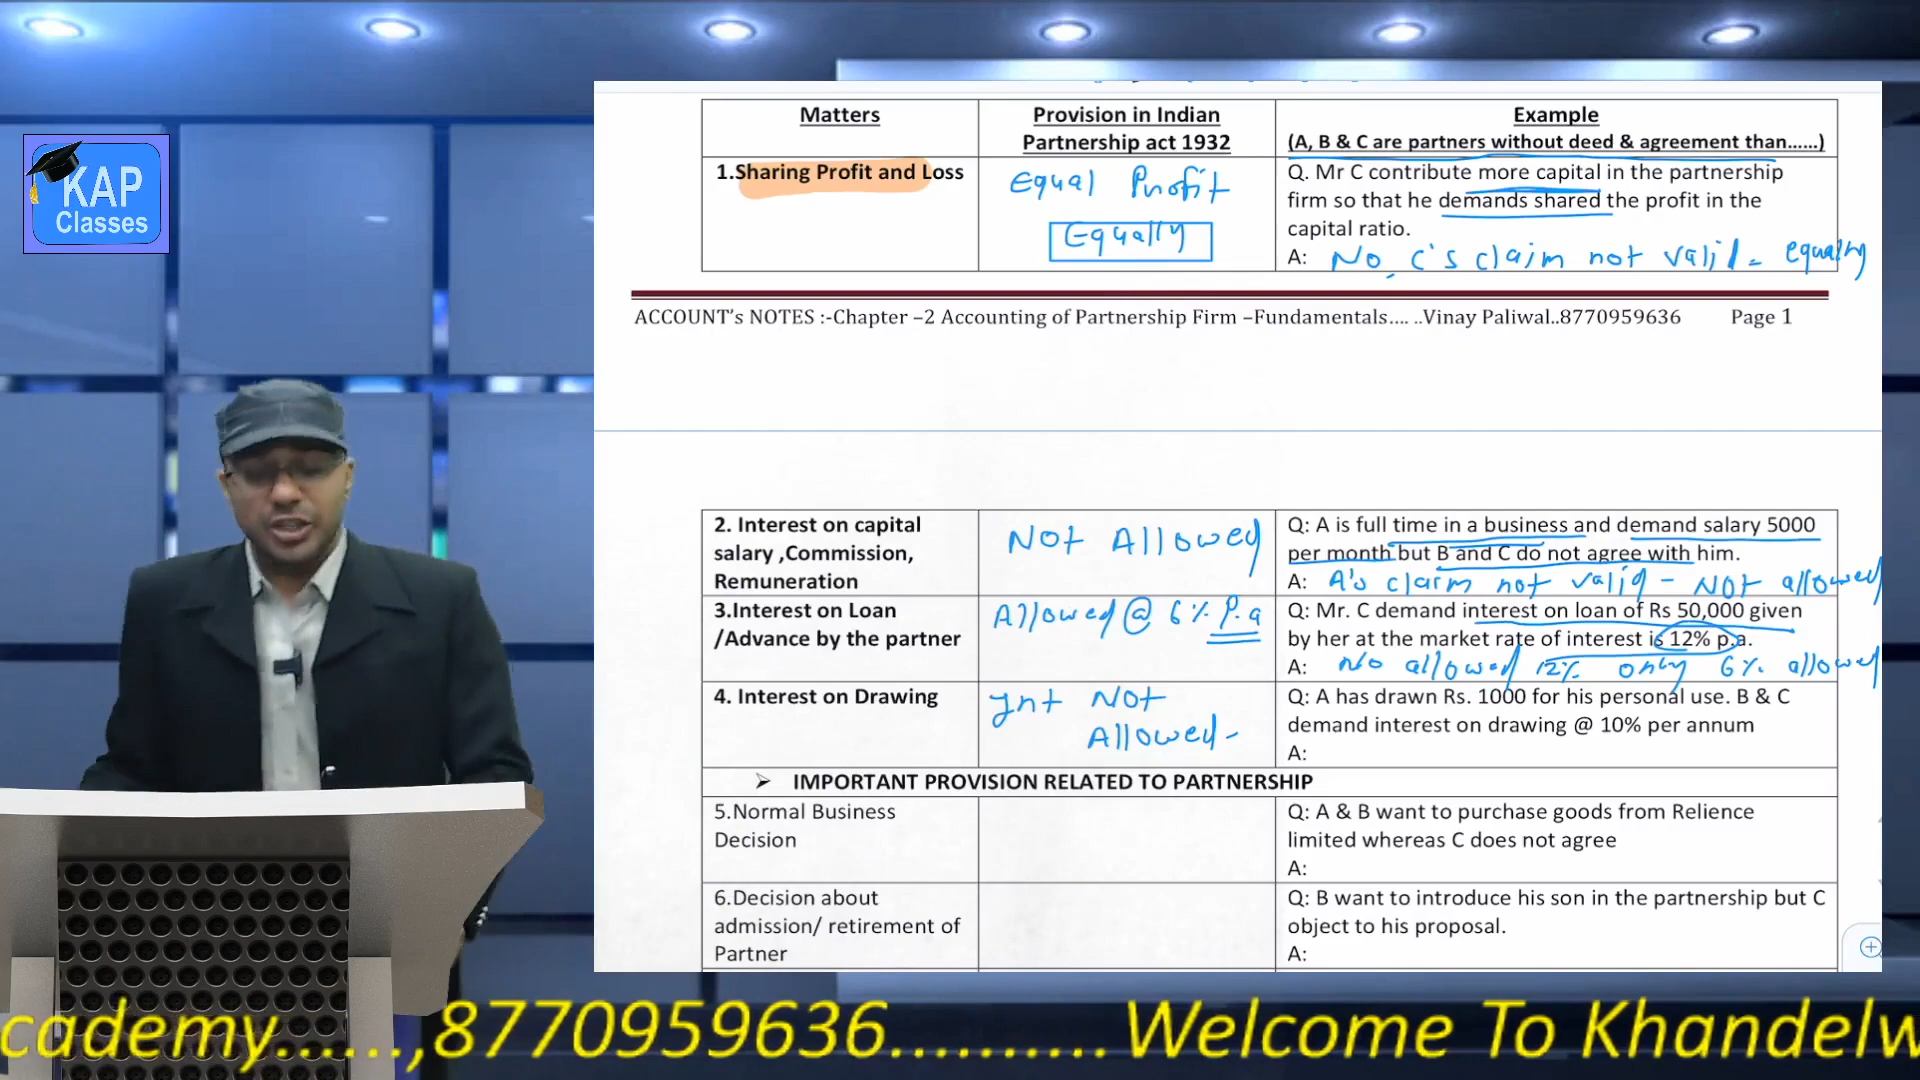 KAP
Classes
Matters
Provision in Indian
Partnership act 1932
Example
(A, B & C are partners without deed & agreement than......)
1.Sharing Profit and Loss
Equal Profit
Equally
Q. Mr C contribute more capital in the partnership
firm so that he demands shared the profit in the
capital ratio.
A: No, C's claim not valid - equally
ACCOUNT's NOTES :-Chapter –2 Accounting of Partnership Firm –Fundamentals.... ..Vinay Paliwal..8770959636 Page 1
2. Interest on capital
salary ,Commission,
Remuneration
Not Allowed
Q: A is full time in a business and demand salary 5000
per month but B and C do not agree with him.
A: A's claim not valid - NOt allowed
3.Interest on Loan
/Advance by the partner
Allowed @ 6% P.a
Q: Mr. C demand interest on loan of Rs 50,000 given
by her at the market rate of interest is 12% p.a.
A: No allowed 12% only 6% allowed
4. Interest on Drawing
Int NOt
Allowed -
Q: A has drawn Rs. 1000 for his personal use. B & C
demand interest on drawing @ 10% per annum
A:
➢ IMPORTANT PROVISION RELATED TO PARTNERSHIP
5.Normal Business
Decision
Q: A & B want to purchase goods from Relience
limited whereas C does not agree
A:
6.Decision about
admission/ retirement of
Partner
Q: B want to introduce his son in the partnership but C
object to his proposal.
A:
cademy......,8770959636.......... Welcome To Khandelw